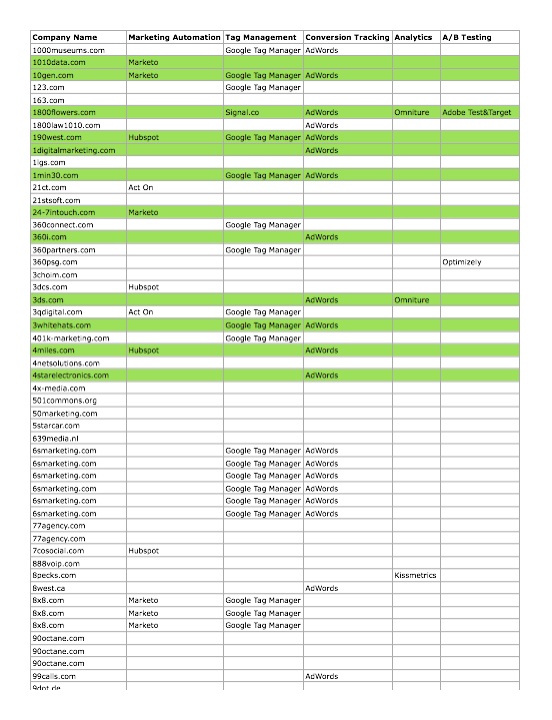 Company Name Marketing Automation Tag Management Conversion Tracking Analytics A/B Testing
1000museums.com Google Tag Manager AdWords
1010data.com Marketo
10gen.com Marketo Google Tag Manager AdWords
123.com Google Tag Manager
163.com
1800flowers.com Signal.co AdWords Omniture Adobe Test&Target
1800law1010.com AdWords
190west.com Hubspot Google Tag Manager AdWords
1digitalmarketing.com AdWords
1lgs.com
1min30.com Google Tag Manager AdWords
21ct.com Act On
21stsoft.com
24-7intouch.com Marketo
360connect.com Google Tag Manager
360i.com AdWords
360partners.com Google Tag Manager
360psg.com Optimizely
3choim.com
3dcs.com Hubspot
3ds.com AdWords Omniture
3qdigital.com Act On Google Tag Manager
3whitehats.com Google Tag Manager AdWords
401k-marketing.com Google Tag Manager
4miles.com Hubspot AdWords
4netsolutions.com
4starelectronics.com AdWords
4x-media.com
501commons.org
50marketing.com
5starcar.com
639media.nl
6smarketing.com Google Tag Manager AdWords
6smarketing.com Google Tag Manager AdWords
6smarketing.com Google Tag Manager AdWords
6smarketing.com Google Tag Manager AdWords
6smarketing.com Google Tag Manager AdWords
6smarketing.com Google Tag Manager AdWords
77agency.com
77agency.com
7cosocial.com Hubspot
888voip.com
8pecks.com Kissmetrics
8west.ca AdWords
8x8.com Marketo Google Tag Manager
8x8.com Marketo Google Tag Manager
8x8.com Marketo Google Tag Manager
90octane.com
90octane.com
90octane.com
99calls.com AdWords
9dot.de